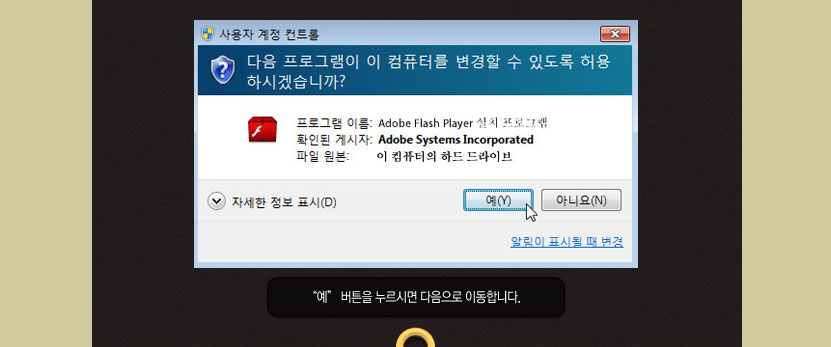 사용자 계정 컨트롤
다음 프로그램이 이 컴퓨터를 변경할 수 있도록 허용
하시겠습니까?
프로그램 이름: Adobe Flash Player 설치 프로그램
확인된 게시자: Adobe Systems Incorporated
파일 원본: 이 컴퓨터의 하드 드라이브
자세한 정보 표시(D)
예(Y)
아니요(N)
알림이 표시될 때 변경
“예” 버튼을 누르시면 다음으로 이동합니다.